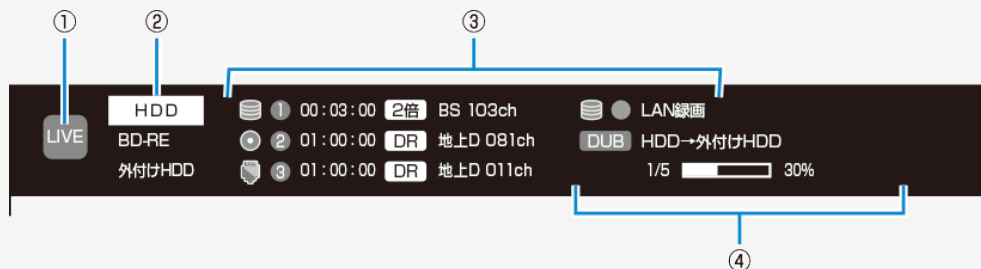 ① ② ③
HDD ① 00:03:00 2倍 BS 103ch LAN録画
LIVE BD-RE ② 01:00:00 DR 地上D 081ch DUB HDD→外付けHDD
外付けHDD ③ 01:00:00 DR 地上D 011ch 1/5 30%
④